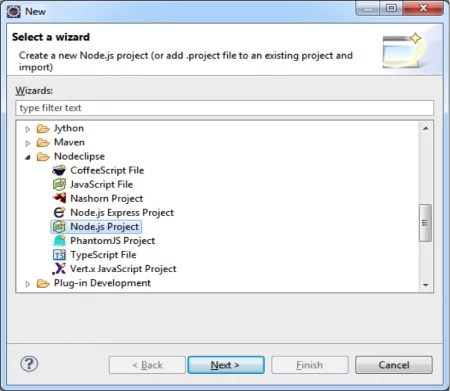 New
Select a wizard
Create a new Node.js project (or add .project file to an existing project and
import)
Wizards:
type filter text
Jython
Maven
Nodeclipse
CoffeeScript File
JavaScript File
Nashorn Project
Node.js Express Project
Node.js Project
PhantomJS Project
TypeScript File
Vert.x JavaScript Project
Plug-in Development
? < Back Next > Finish Cancel